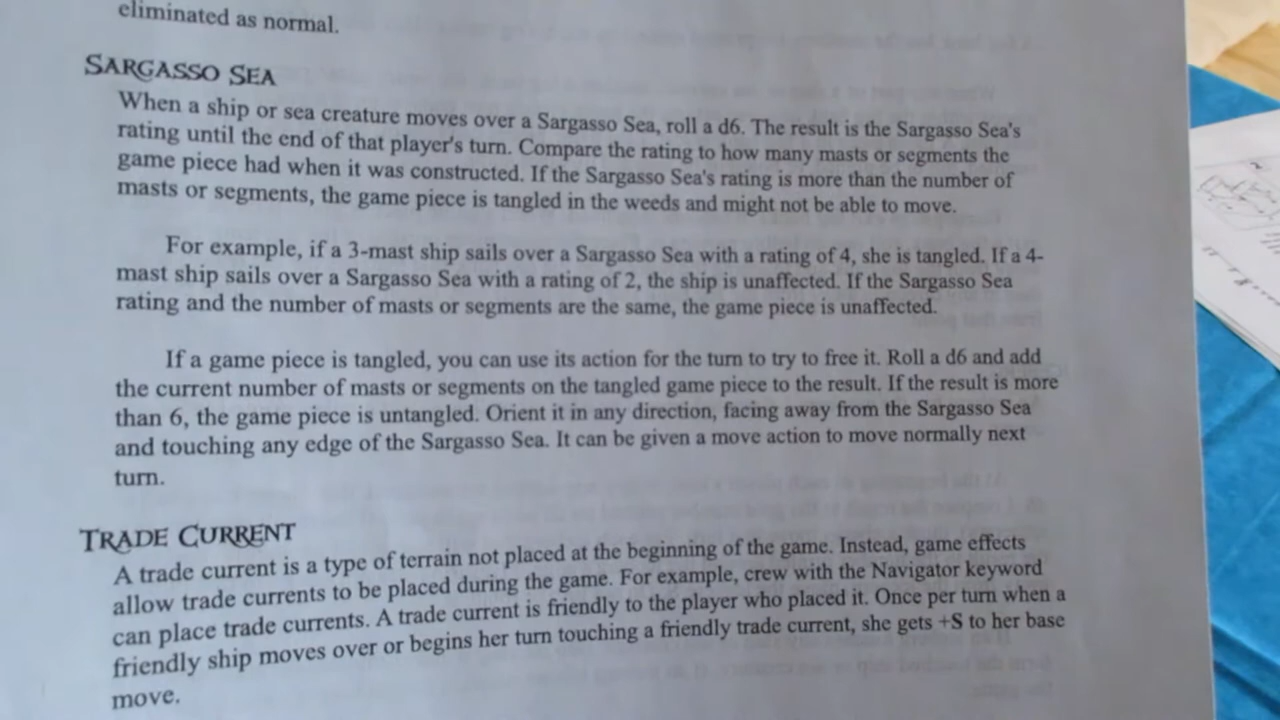 eliminated as normal.
SARGASSO SEA
When a ship or sea creature moves over a Sargasso Sea, roll a d6. The result is the Sargasso Sea's
rating until the end of that player's turn. Compare the rating to how many masts or segments the
game piece had when it was constructed. If the Sargasso Sea's rating is more than the number of
masts or segments, the game piece is tangled in the weeds and might not be able to move.
For example, if a 3-mast ship sails over a Sargasso Sea with a rating of 4, she is tangled. If a 4-
mast ship sails over a Sargasso Sea with a rating of 2, the ship is unaffected. If the Sargasso Sea
rating and the number of masts or segments are the same, the game piece is unaffected.
If a game piece is tangled, you can use its action for the turn to try to free it. Roll a d6 and add
the current number of masts or segments on the tangled game piece to the result. If the result is more
than 6, the game piece is untangled. Orient it in any direction, facing away from the Sargasso Sea
and touching any edge of the Sargasso Sea. It can be given a move action to move normally next
turn.
TRADE CURRENT
A trade current is a type of terrain not placed at the beginning of the game. Instead, game effects
allow trade currents to be placed during the game. For example, crew with the Navigator keyword
can place trade currents. A trade current is friendly to the player who placed it. Once per turn when a
friendly ship moves over or begins her turn touching a friendly trade current, she gets +S to her base
move.